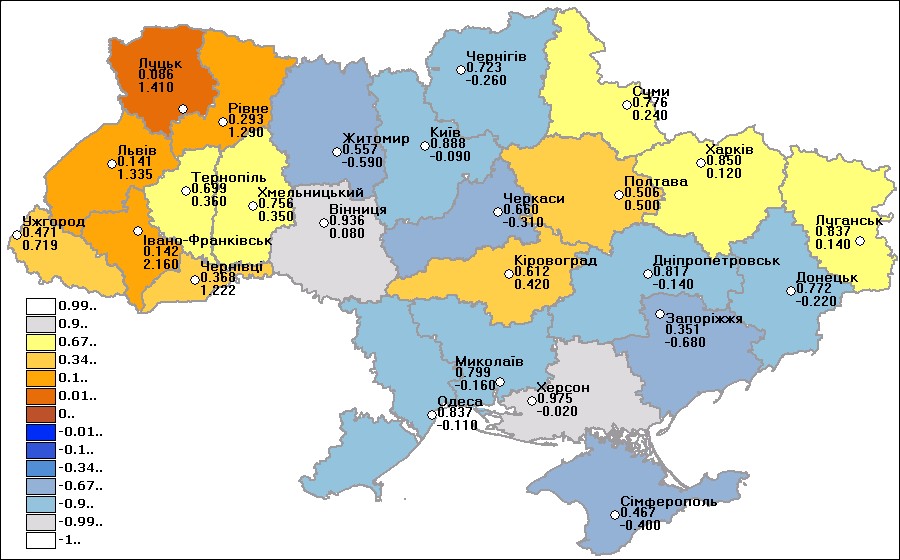 Чернігів
0.723
-0.260
Луцьк
0.086
1.410
Суми
0.776
0.240
Рівне
0.293
1.290
Житомир
0.557
-0.590
Київ
0.888
-0.090
Львів
0.141
1.335
Харків
0.850
0.120
Тернопіль
0.699
0.360
Хмельницький
0.756
0.350
Полтава
0.506
0.500
Вінниця
0.936
0.080
Черкаси
0.660
-0.310
Ужгород
0.471
0.719
Луганськ
0.837
0.140
Івано-Франківськ
0.142
2.160
Чернівці
0.368
1.222
Кіровоград
0.612
0.420
Дніпропетровськ
0.817
-0.140
Донецьк
0.772
-0.220
Запоріжжя
0.351
-0.680
Миколаїв
0.799
-0.160
Херсон
0.975
-0.020
Одеса
0.837
-0.110
Сімферополь
0.467
-0.400
0.99..
0.9..
0.67..
0.34..
0.1..
0.01..
0..
-0.01..
-0.1..
-0.34..
-0.67..
-0.9..
-0.99..
-1..